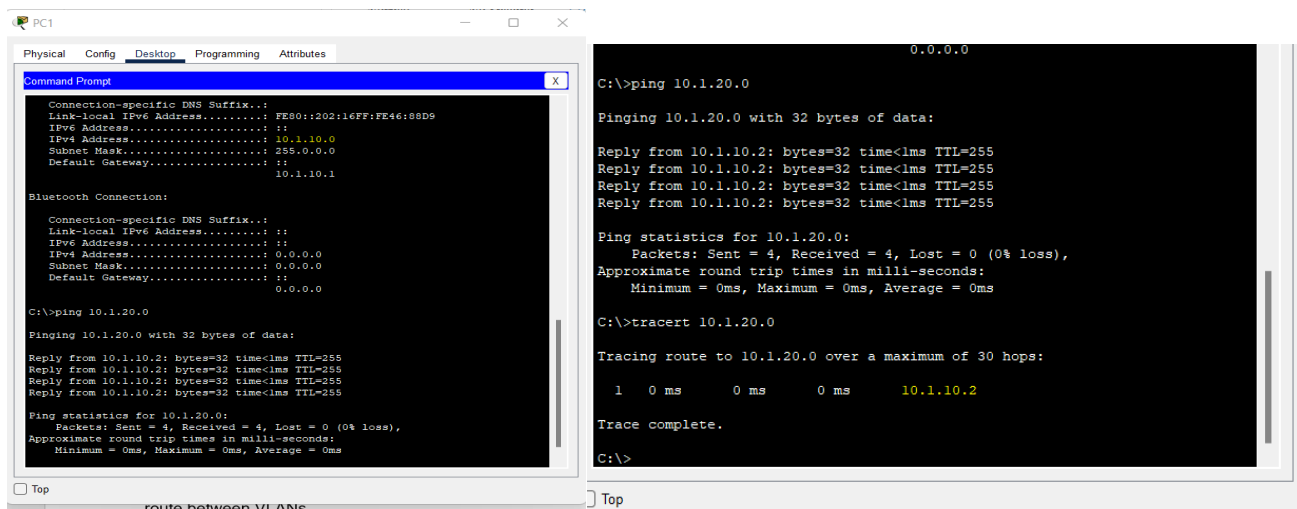 PC1
Physical Config Desktop Programming Attributes
Command Prompt
X
Connection-specific DNS Suffix..:
Link-local IPv6 Address.........: FE80::202:16FF:FE46:88D9
IPv6 Address....................: ::
IPv4 Address....................: 10.1.10.0
Subnet Mask.....................: 255.0.0.0
Default Gateway.................: ::
10.1.10.1
Bluetooth Connection:
Connection-specific DNS Suffix..:
Link-local IPv6 Address.........: ::
IPv6 Address....................: ::
IPv4 Address....................: 0.0.0.0
Subnet Mask.....................: 0.0.0.0
Default Gateway.................: ::
0.0.0.0
C:\>ping 10.1.20.0
Pinging 10.1.20.0 with 32 bytes of data:
Reply from 10.1.10.2: bytes=32 time<1ms TTL=255
Reply from 10.1.10.2: bytes=32 time<1ms TTL=255
Reply from 10.1.10.2: bytes=32 time<1ms TTL=255
Reply from 10.1.10.2: bytes=32 time<1ms TTL=255
Ping statistics for 10.1.20.0:
Packets: Sent = 4, Received = 4, Lost = 0 (0% loss),
Approximate round trip times in milli-seconds:
Minimum = 0ms, Maximum = 0ms, Average = 0ms
Top
route between VLANs
0.0.0.0
C:\>ping 10.1.20.0
Pinging 10.1.20.0 with 32 bytes of data:
Reply from 10.1.10.2: bytes=32 time<1ms TTL=255
Reply from 10.1.10.2: bytes=32 time<1ms TTL=255
Reply from 10.1.10.2: bytes=32 time<1ms TTL=255
Reply from 10.1.10.2: bytes=32 time<1ms TTL=255
Ping statistics for 10.1.20.0:
Packets: Sent = 4, Received = 4, Lost = 0 (0% loss),
Approximate round trip times in milli-seconds:
Minimum = 0ms, Maximum = 0ms, Average = 0ms
C:\>tracert 10.1.20.0
Tracing route to 10.1.20.0 over a maximum of 30 hops:
1 0 ms 0 ms 0 ms 10.1.10.2
Trace complete.
C:\>
Top